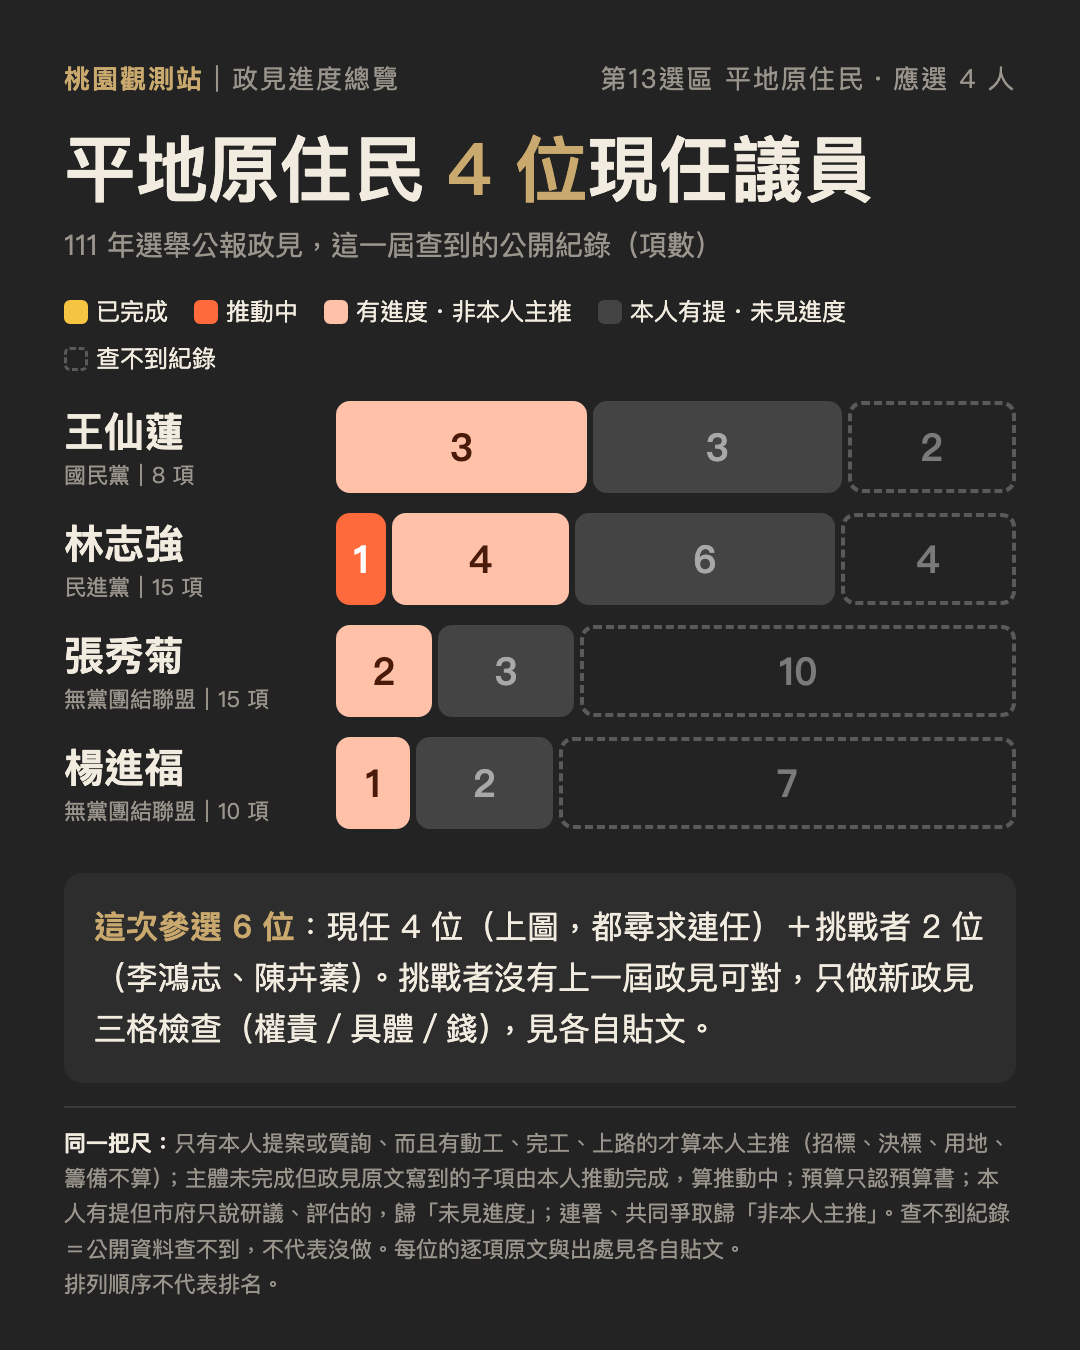 桃園觀測站｜政見進度總覽
第13選區 平地原住民·應選 4 人
平地原住民 4 位現任議員
111 年選舉公報政見，這一屆查到的公開紀錄（項數）
已完成 推動中 有進度·非本人主推 本人有提·未見進度
查不到紀錄
王仙蓮
國民黨｜8 項
3 3 2
林志強
民進黨｜15 項
1 4 6 4
張秀菊
無黨團結聯盟｜15 項
2 3 10
楊進福
無黨團結聯盟｜10 項
1 2 7
這次參選 6 位：現任 4 位（上圖，都尋求連任）＋挑戰者 2 位
（李鴻志、陳卉蓁）。挑戰者沒有上一屆政見可對，只做新政見
三格檢查（權責 / 具體 / 錢），見各自貼文。
同一把尺：只有本人提案或質詢、而且有動工、完工、上路的才算本人主推（招標、決標、用地、
籌備不算）；主體未完成但政見原文寫到的子項由本人推動完成，算推動中；預算只認預算書；本
人有提但市府只說研議、評估的，歸「未見進度」；連署、共同爭取歸「非本人主推」。查不到紀錄
＝公開資料查不到，不代表沒做。每位的逐項原文與出處見各自貼文。
排列順序不代表排名。